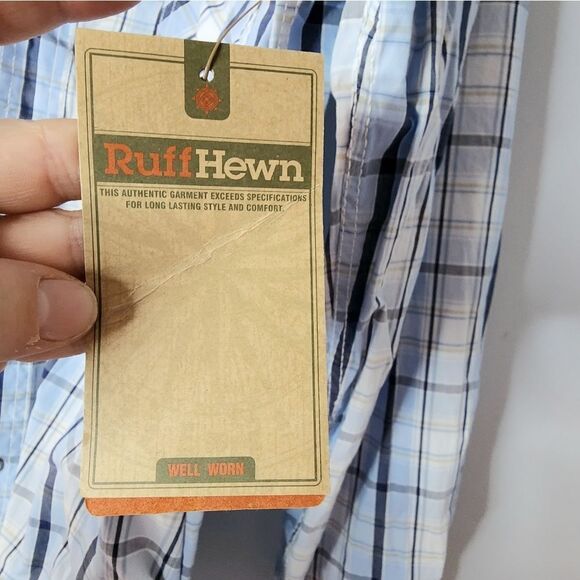 RuffHewn
THIS AUTHENTIC GARMENT EXCEEDS SPECIFICATIONS
FOR LONG LASTING STYLE AND COMFORT.
WELL WORN